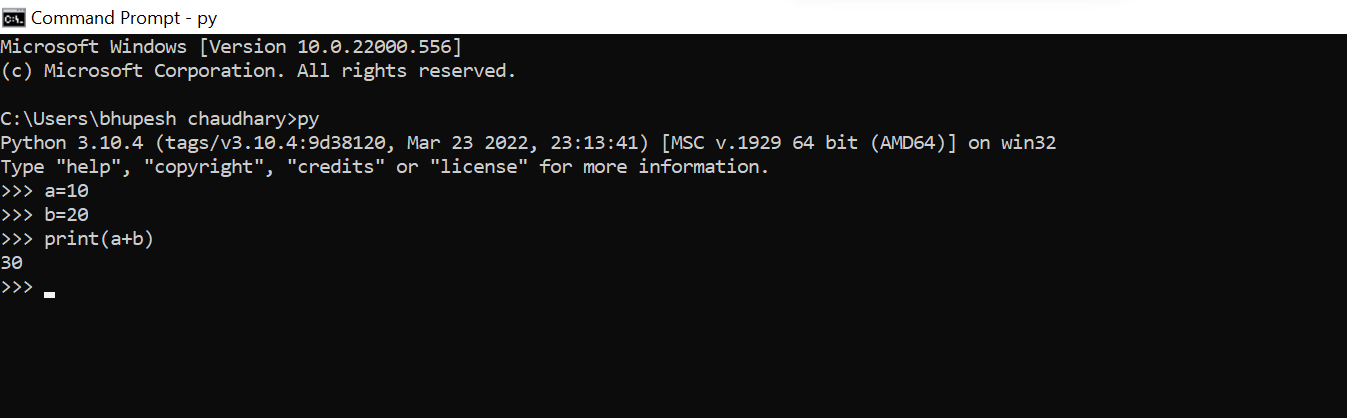 Command Prompt - py
Microsoft Windows [Version 10.0.22000.556]
(c) Microsoft Corporation. All rights reserved.
C:\Users\bhupesh chaudhary>py
Python 3.10.4 (tags/v3.10.4:9d38120, Mar 23 2022, 23:13:41) [MSC v.1929 64 bit (AMD64)] on win32
Type "help", "copyright", "credits" or "license" for more information.
>>> a=10
>>> b=20
>>> print(a+b)
30
>>>